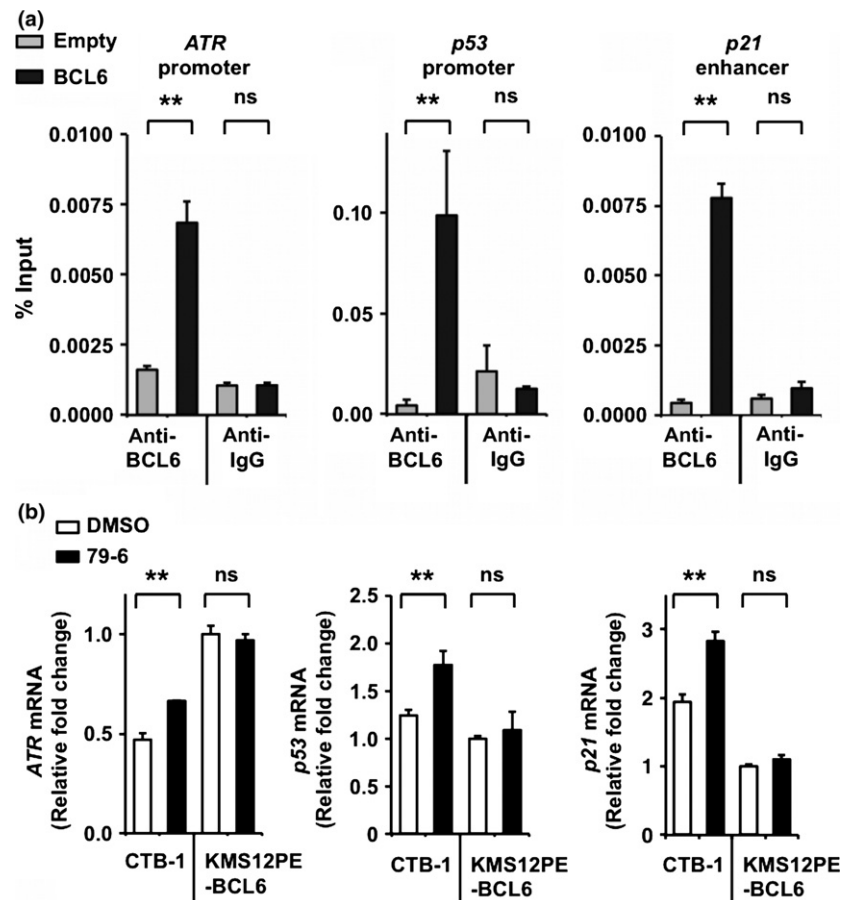 (a)
Empty
BCL6
ATR
promoter
p53
promoter
p21
enhancer
** ns
** ns
** ns
% Input
0.0100
0.0075
0.0050
0.0025
0.0000
0.10
0.05
0.00
0.0100
0.0075
0.0050
0.0025
0.0000
Anti-
BCL6
Anti-
IgG
Anti-
BCL6
Anti-
IgG
Anti-
BCL6
Anti-
IgG
(b)
DMSO
79-6
** ns
** ns
** ns
ATR mRNA
(Relative fold change)
1.0
0.5
0.0
CTB-1
KMS12PE
-BCL6
p53 mRNA
(Relative fold change)
2.5
2.0
1.5
1.0
0.5
0
CTB-1
KMS12PE
-BCL6
p21 mRNA
(Relative fold change)
3
2
1
0
CTB-1
KMS12PE
-BCL6